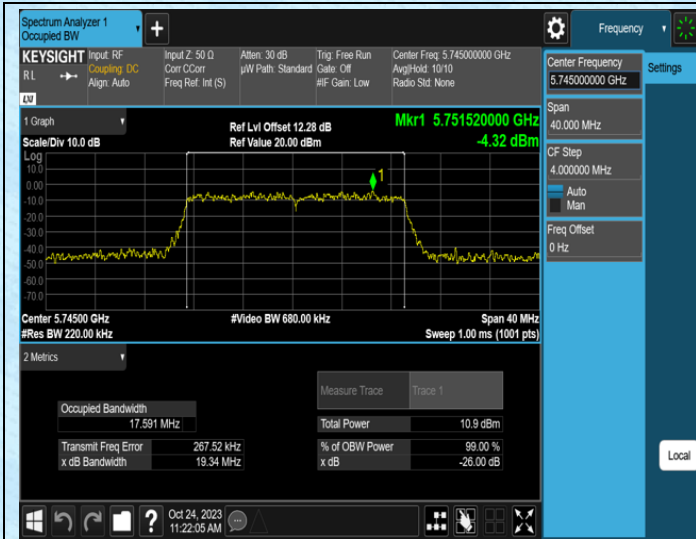 Spectrum Analyzer 1
Occupied BW
Frequency
KEYSIGHT
RL
LXI
Input: RF
Coupling: DC
Align: Auto
Input Z: 50 Ω
Corr CCorr
Freq Ref: Int (S)
Atten: 30 dB
µW Path: Standard
Trig: Free Run
Gate: Off
#IF Gain: Low
Center Freq: 5.745000000 GHz
Avg|Hold: 10/10
Radio Std: None
1 Graph
Scale/Div 10.0 dB
Ref Lvl Offset 12.28 dB
Ref Value 20.00 dBm
Mkr1 5.751520000 GHz
-4.32 dBm
Log
10.0
0.00
-10.0
-20.0
-30.0
-40.0
-50.0
-60.0
-70.0
1
Center 5.74500 GHz
#Res BW 220.00 kHz
#Video BW 680.00 kHz
Span 40 MHz
Sweep 1.00 ms (1001 pts)
2 Metrics
Measure Trace
Trace 1
Occupied Bandwidth
17.591 MHz
Total Power
10.9 dBm
Transmit Freq Error
267.52 kHz
% of OBW Power
99.00 %
x dB Bandwidth
19.34 MHz
x dB
-26.00 dB
Oct 24, 2023
11:22:05 AM
Center Frequency
5.745000000 GHz
Settings
Span
40.000 MHz
CF Step
4.000000 MHz
Auto
Man
Freq Offset
0 Hz
Local